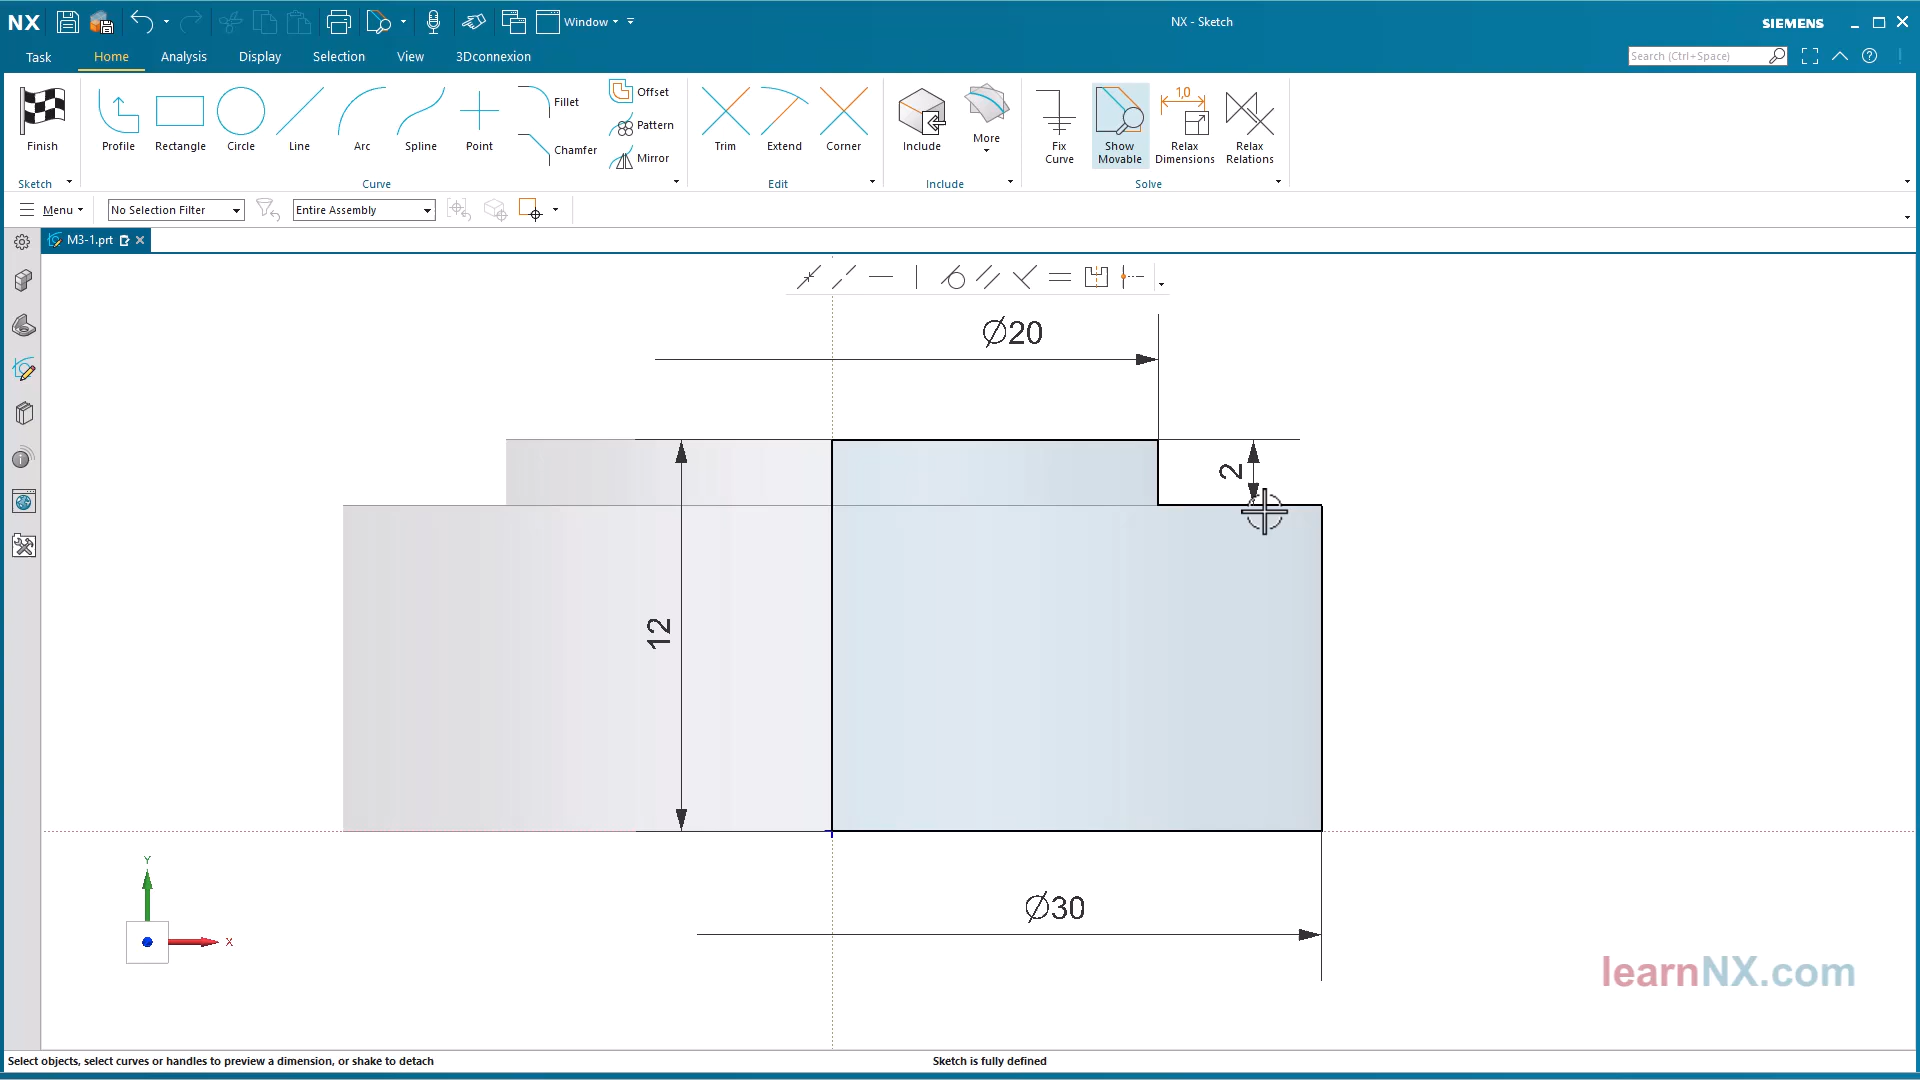 NX
Window
NX - Sketch
SIEMENS
Task
Home
Analysis
Display
Selection
View
3Dconnexion
Search (Ctrl+Space)
Finish
Profile
Rectangle
Circle
Line
Arc
Spline
Point
Fillet
Chamfer
Offset
Pattern
Mirror
Trim
Extend
Corner
Include
More
Fix
Curve
Show
Movable
1,0
Relax
Dimensions
Relax
Relations
Sketch
Curve
Edit
Include
Solve
Menu
No Selection Filter
Entire Assembly
M3-1.prt
∅20
2
12
∅30
Y
X
learnNX.com
Select objects, select curves or handles to preview a dimension, or shake to detach
Sketch is fully defined